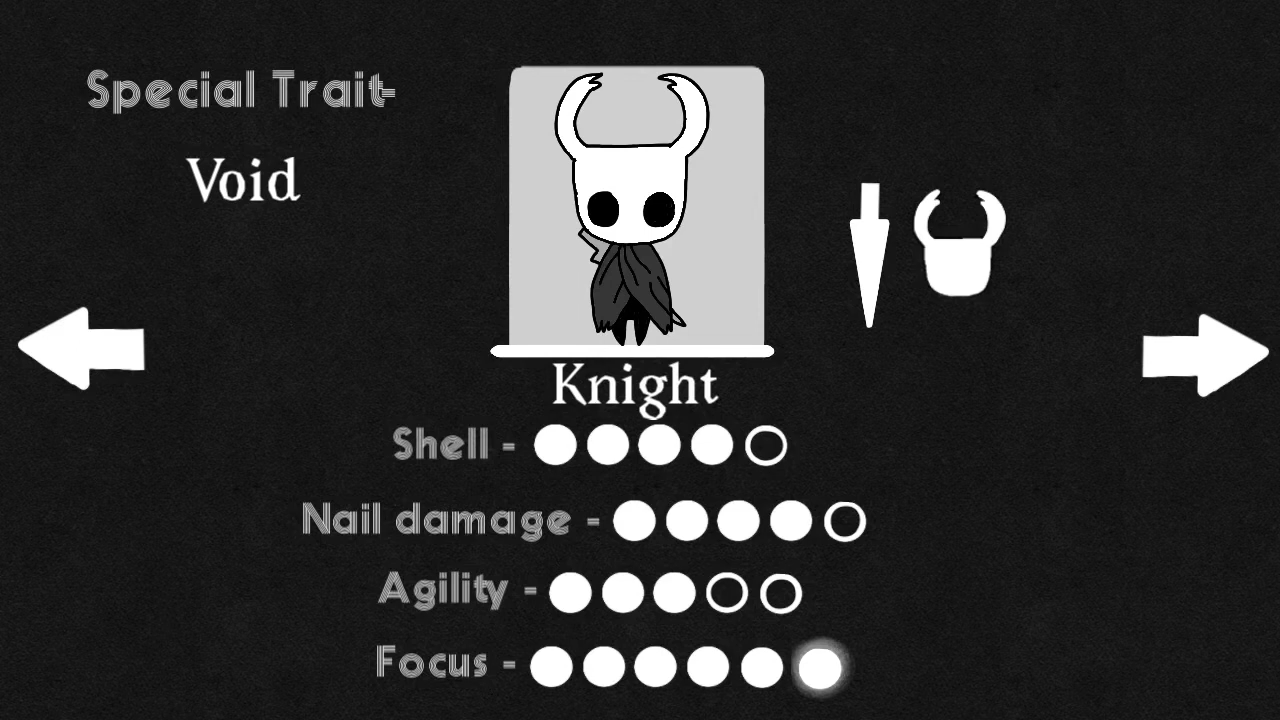 Special Trait-
Void
Knight
Shell -
Nail damage -
Agility -
Focus -